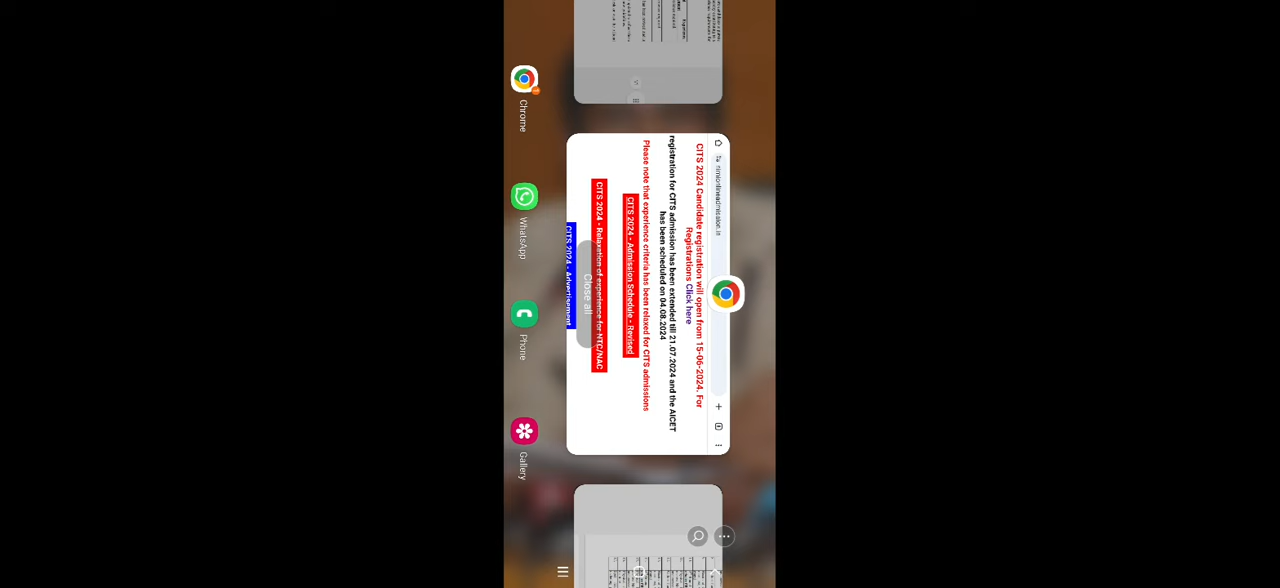 nimionlineadmission.in
CITS 2024 Candidate registration will open from 15-06-2024. For
Registrations Click here
registration for CITS admission has been extended till 21.07.2024 and the AICET
has been scheduled on 04.08.2024
Please note that experience criteria has been relaxed for CITS admissions
CITS 2024 - Admission Schedule - Revised
CITS 2024 - Relaxation of experience for NTC/NAC
CITS 2024 - Advertisement
Close all
Chrome
WhatsApp
Phone
Gallery